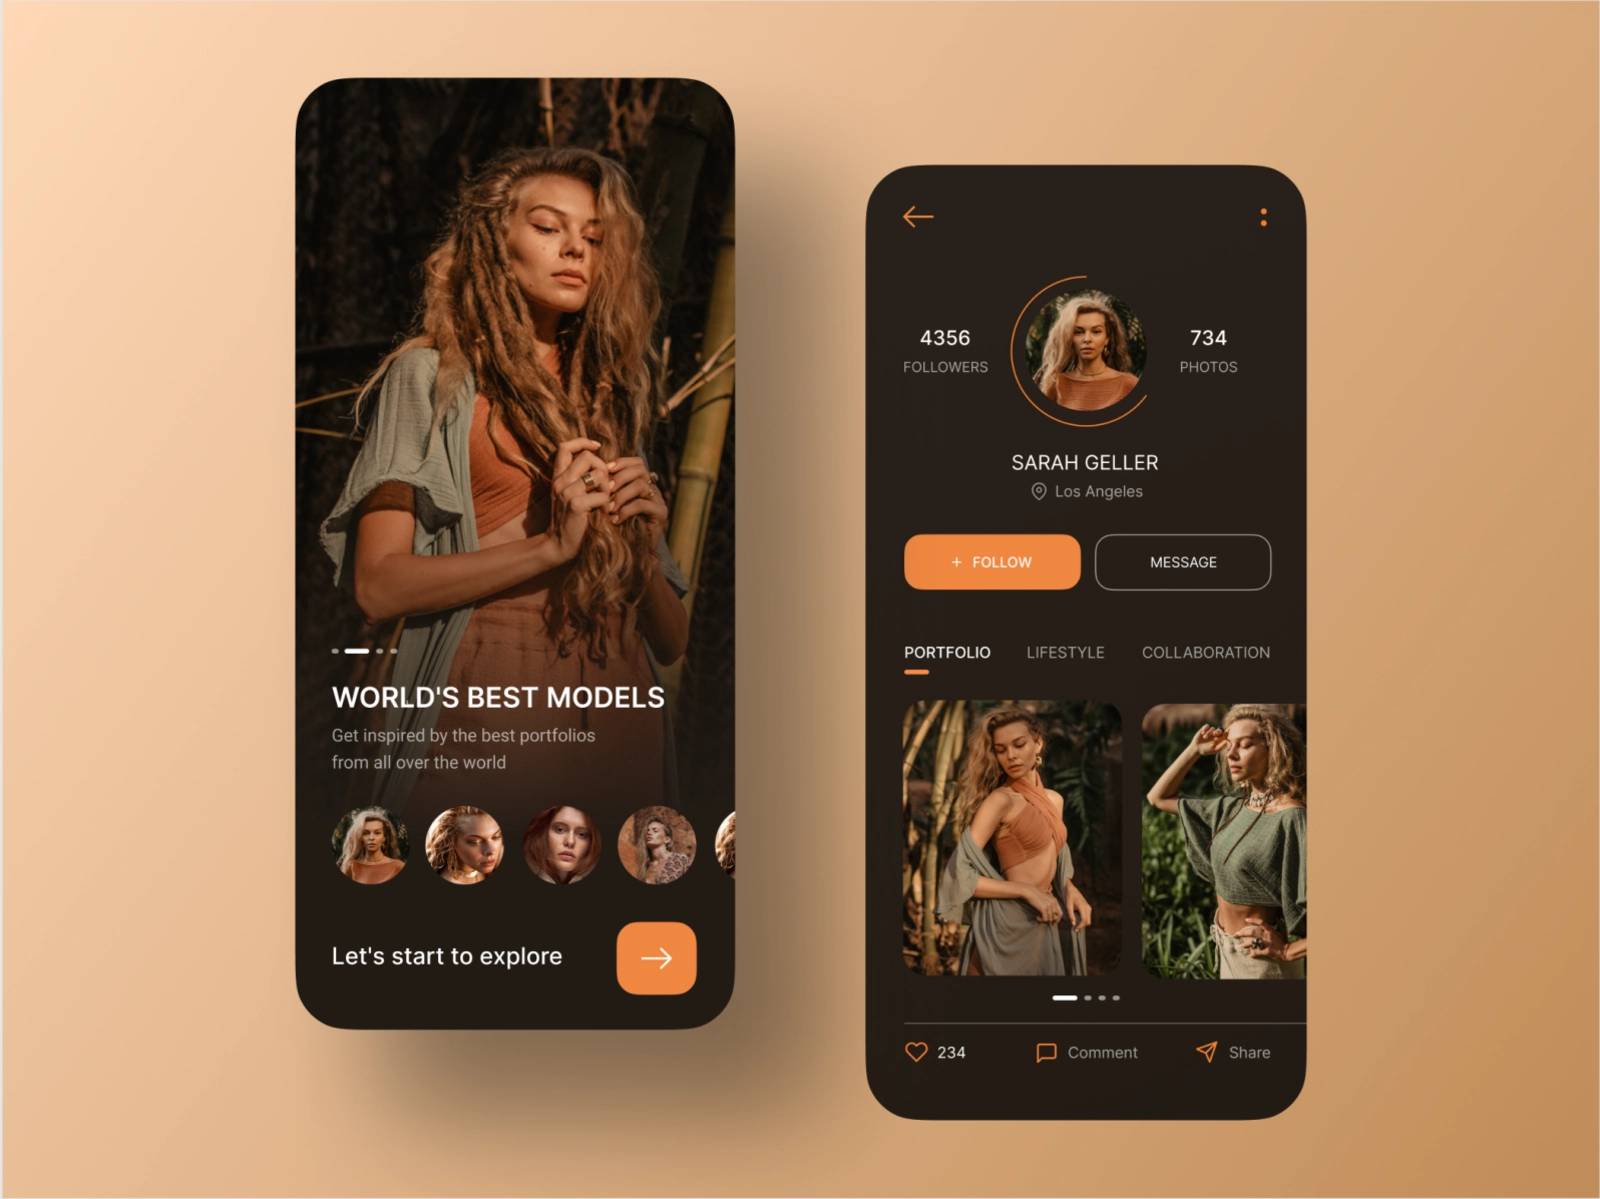 WORLD'S BEST MODELS
Get inspired by the best portfolios
from all over the world
Let's start to explore
4356
FOLLOWERS
734
PHOTOS
SARAH GELLER
Los Angeles
+ FOLLOW
MESSAGE
PORTFOLIO
LIFESTYLE
COLLABORATION
234
Comment
Share